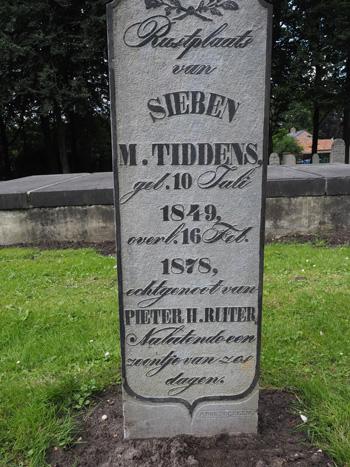 Rustplaats
van
SIEBEN
M. TIDDENS,
geb. 10 Juli
1849,
overl. 16 Feb.
1878,
echtgenoot van
PIETER H. RUITER,
Nalatende een
zoontje van zes
dagen.